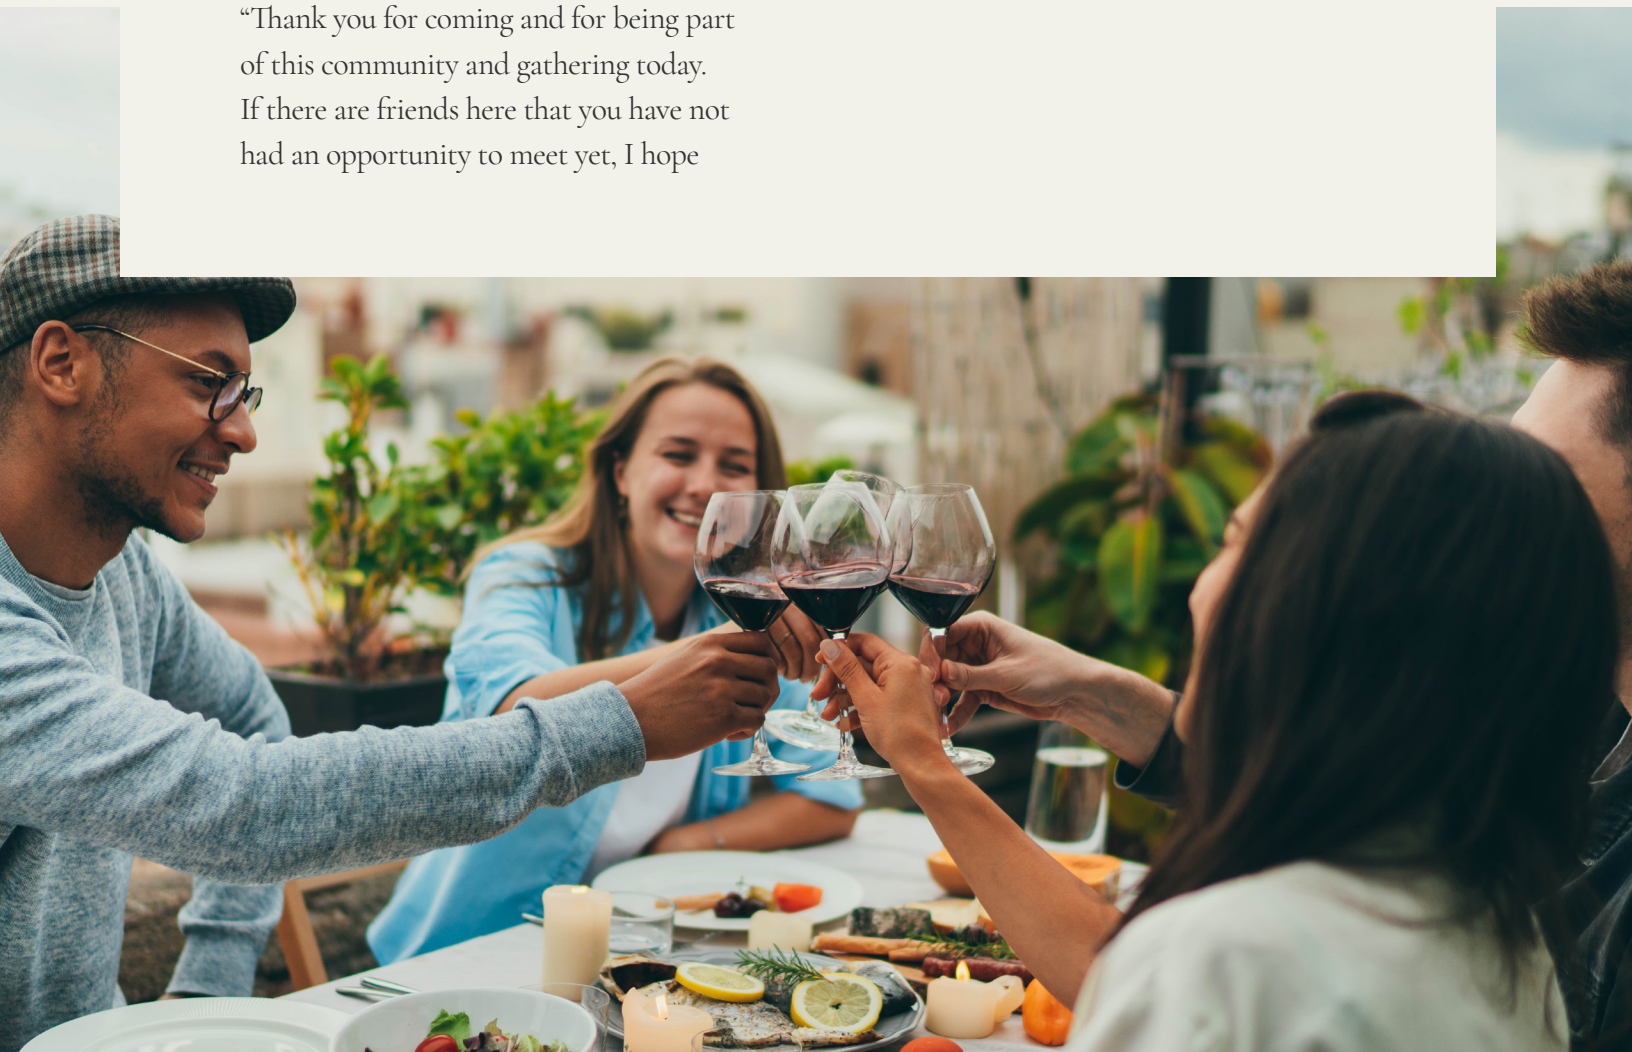 “Thank you for coming and for being part
of this community and gathering today.
If there are friends here that you have not
had an opportunity to meet yet, I hope